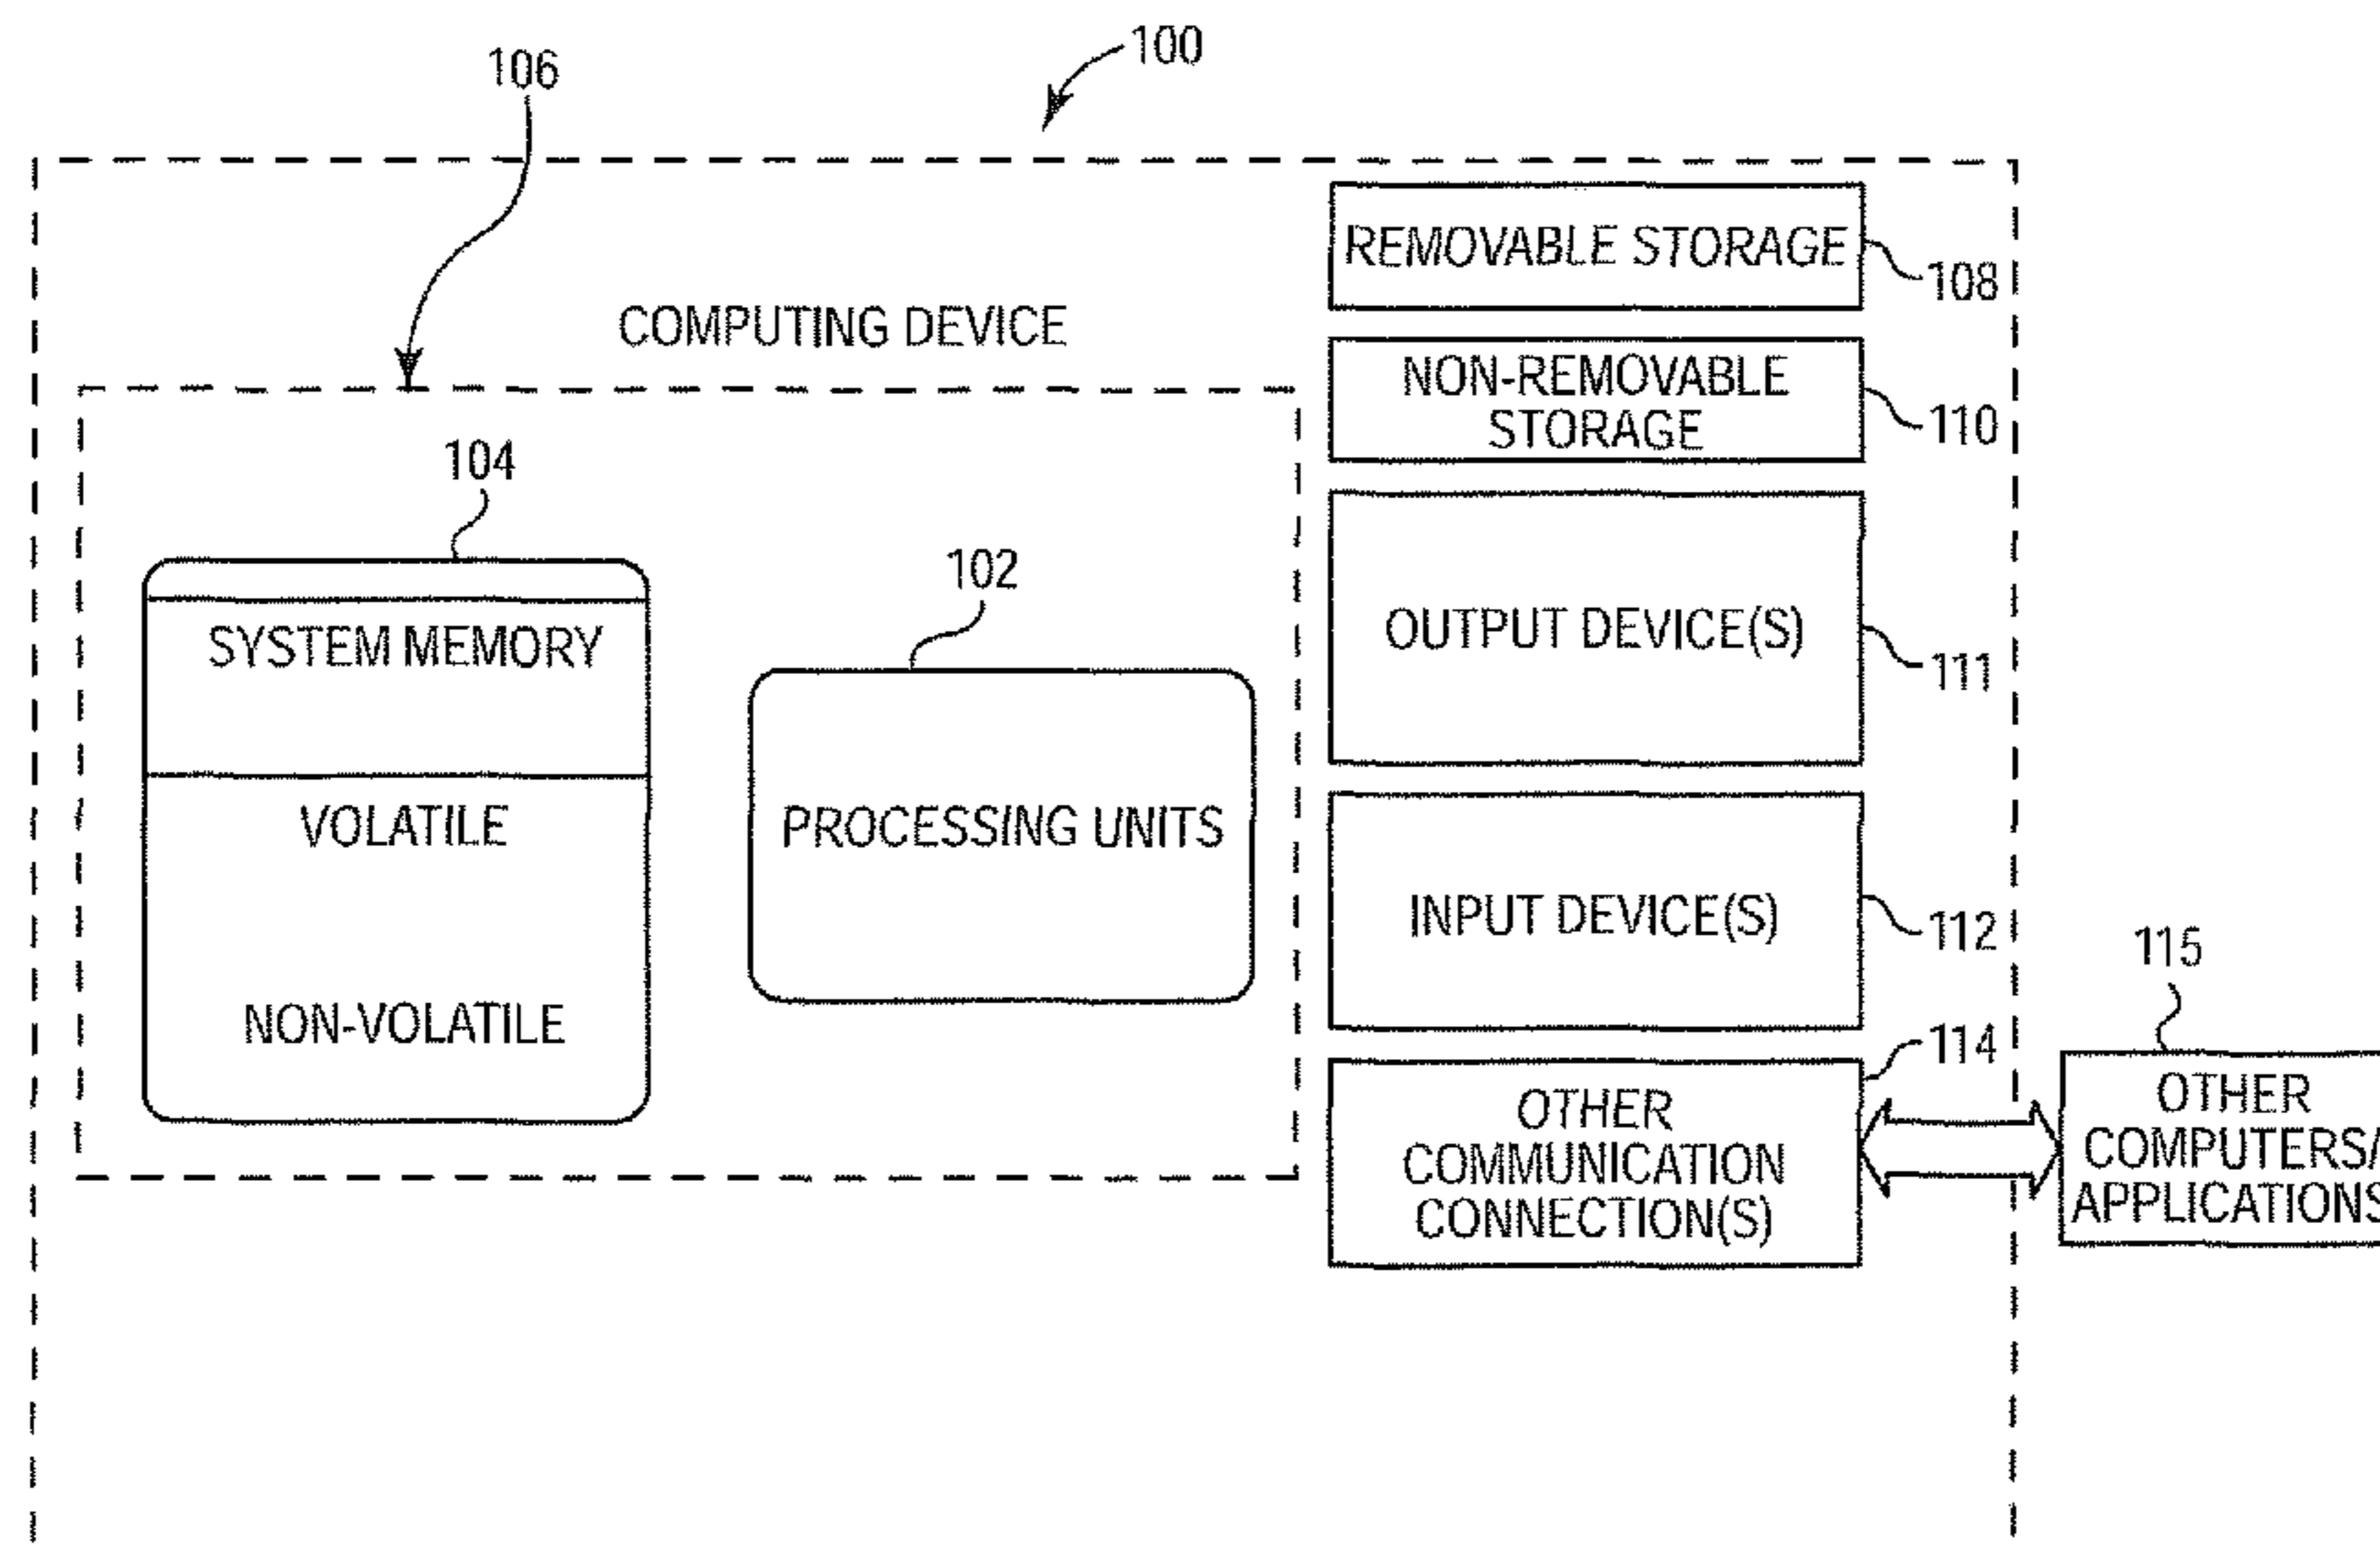 100
106
REMOVABLE STORAGE
108
COMPUTING DEVICE
NON-REMOVABLE
STORAGE
110
104
SYSTEM MEMORY
VOLATILE
NON-VOLATILE
102
PROCESSING UNITS
OUTPUT DEVICE(S)
111
INPUT DEVICE(S)
112
114
OTHER
COMMUNICATION
CONNECTION(S)
115
OTHER
COMPUTERS/
APPLICATIONS